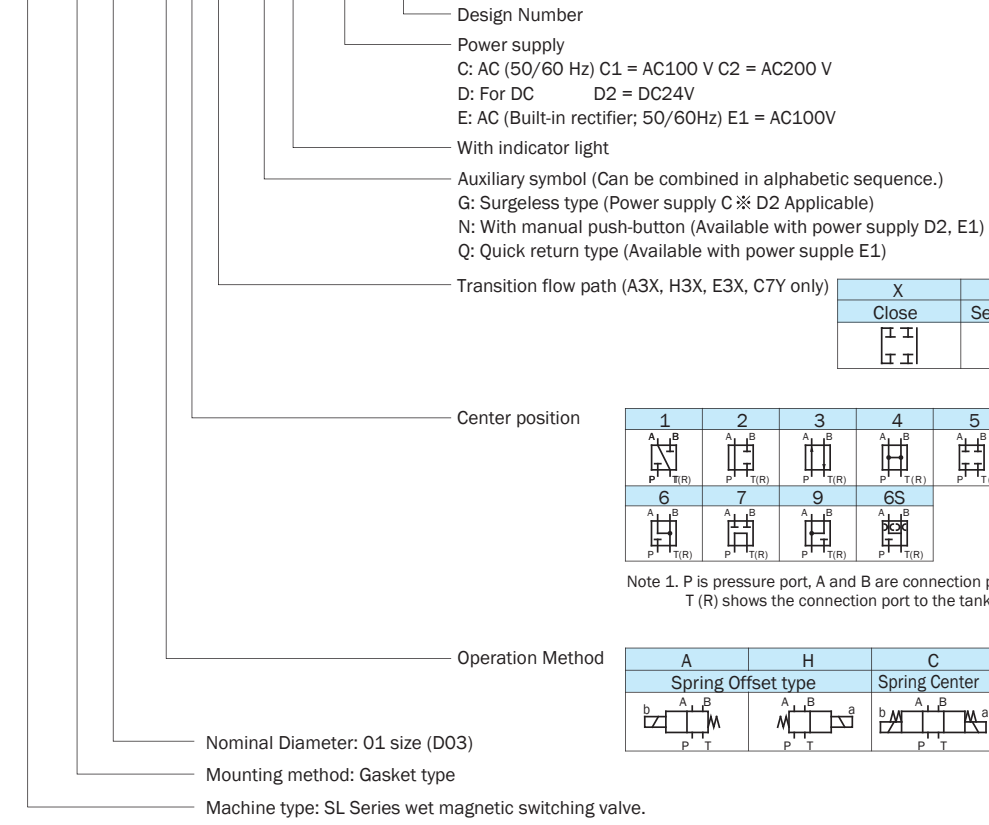 Design Number
Power supply
C: AC (50/60 Hz) C1 = AC100 V C2 = AC200 V
D: For DC D2 = DC24V
E: AC (Built-in rectifier; 50/60Hz) E1 = AC100V
With indicator light
Auxiliary symbol (Can be combined in alphabetic sequence.)
G: Surgeless type (Power supply C※D2 Applicable)
N: With manual push-button (Available with power supply D2, E1)
Q: Quick return type (Available with power supple E1)
Transition flow path (A3X, H3X, E3X, C7Y only)
X
Close Se
Center position
1 2 3 4 5
A B A B A B A B A B
P T(R) P T(R) P T(R) P T(R) P T(
6 7 9 6S
A B A B A B A B
P T(R) P T(R) P T(R) P T(R)
Note 1. P is pressure port, A and B are connection p
T (R) shows the connection port to the tank
Operation Method
A H C
Spring Offset type Spring Center
b A B A B a b A B a
P T P T P T
Nominal Diameter: 01 size (D03)
Mounting method: Gasket type
Machine type: SL Series wet magnetic switching valve.